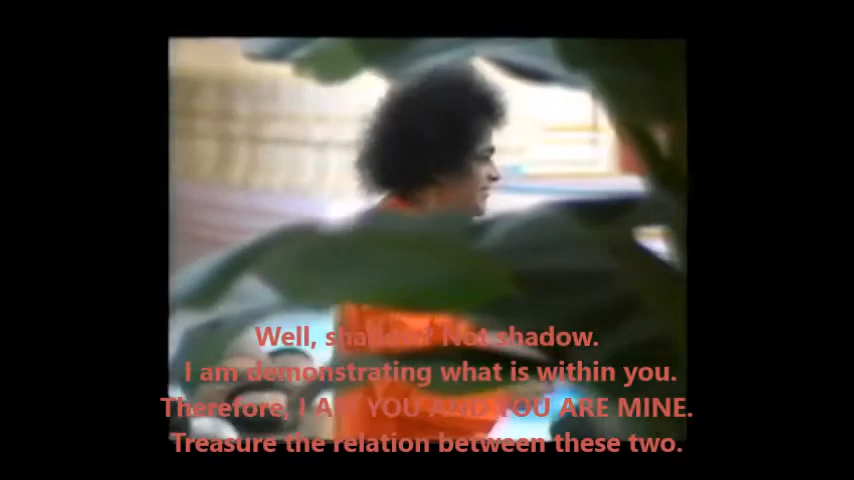 Well, shadow? Not shadow.
I am demonstrating what is within you.
Therefore, I AM YOU AND YOU ARE MINE.
Treasure the relation between these two.